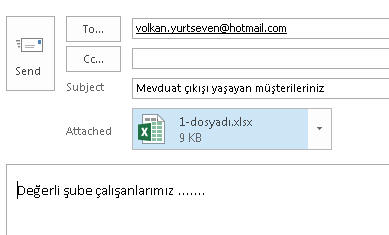 To...
volkan.yurtseven@hotmail.com
Send
Cc...
Subject
Mevduat çıkışı yaşayan müşterileriniz
Attached
1-dosyadı.xlsx
9 KB
Değerli şube çalışanlarımız .......